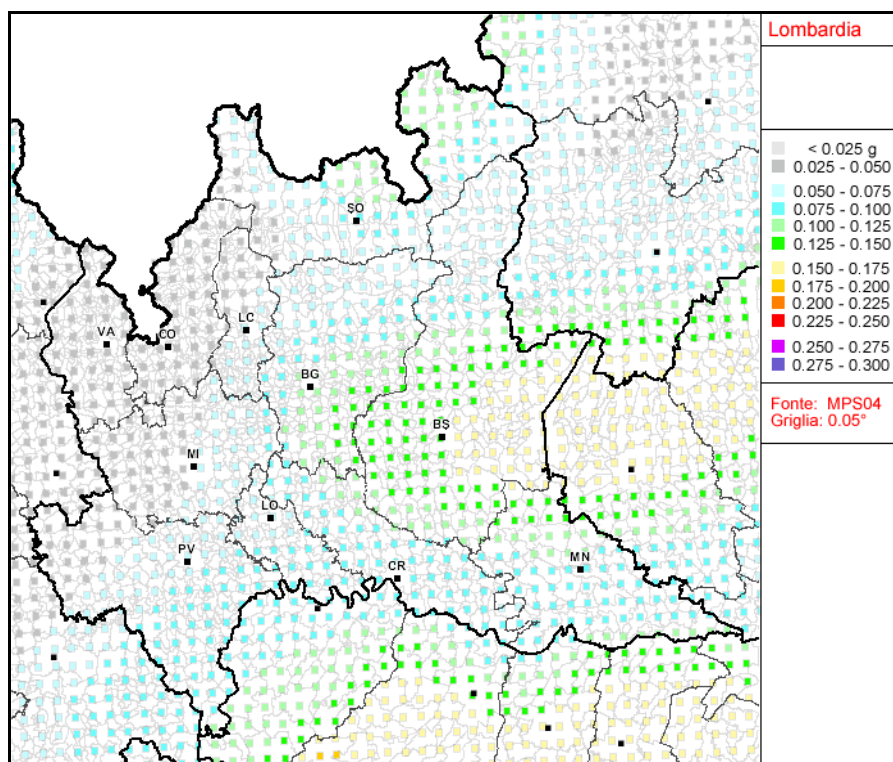 Lombardia
< 0.025 g
0.025 - 0.050
0.050 - 0.075
0.075 - 0.100
0.100 - 0.125
0.125 - 0.150
0.150 - 0.175
0.175 - 0.200
0.200 - 0.225
0.225 - 0.250
0.250 - 0.275
0.275 - 0.300
Fonte: MPS04
Griglia: 0.05°
SO
VA
CO
LC
BG
BS
MI
LO
PV
CR
MN